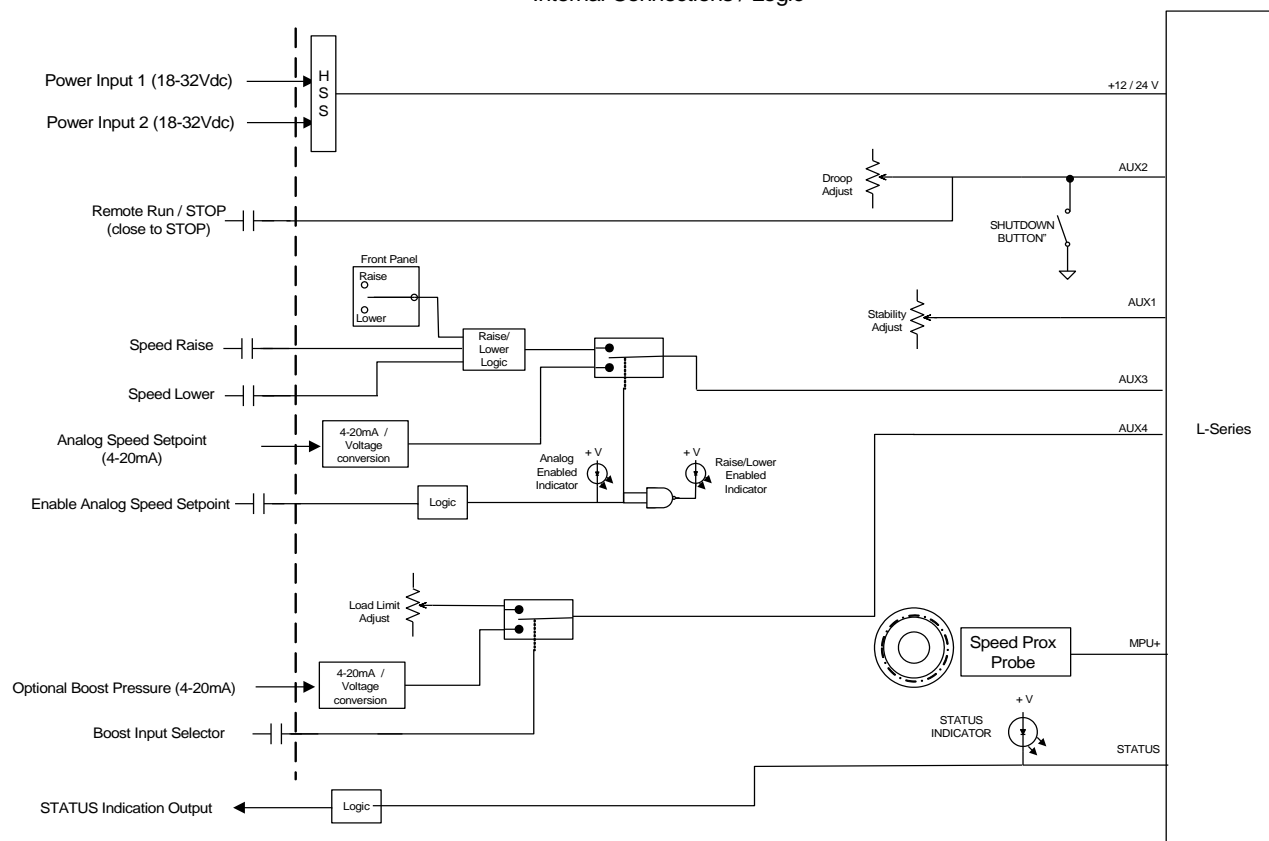 Internal Connections / Logic
Power Input 1 (18-32Vdc)
H
S
S
+12 / 24 V
Power Input 2 (18-32Vdc)
Droop
Adjust
AUX2
Remote Run / STOP
(close to STOP)
SHUTDOWN
BUTTON"
Front Panel
Raise
Lower
Stability
Adjust
AUX1
Speed Raise
Raise/
Lower
Logic
Speed Lower
AUX3
Analog Speed Setpoint
(4-20mA)
4-20mA /
Voltage
conversion
AUX4
L-Series
Analog
Enabled
Indicator
+ V
+ V
Raise/Lower
Enabled
Indicator
Enable Analog Speed Setpoint
Logic
Load Limit
Adjust
Speed Prox
Probe
MPU+
Optional Boost Pressure (4-20mA)
4-20mA /
Voltage
conversion
Boost Input Selector
+ V
STATUS
INDICATOR
STATUS
STATUS Indication Output
Logic